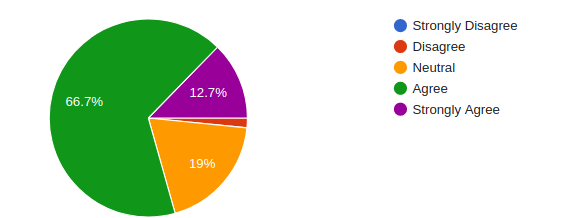 66.7%
12.7%
19%
Strongly Disagree
Disagree
Neutral
Agree
Strongly Agree